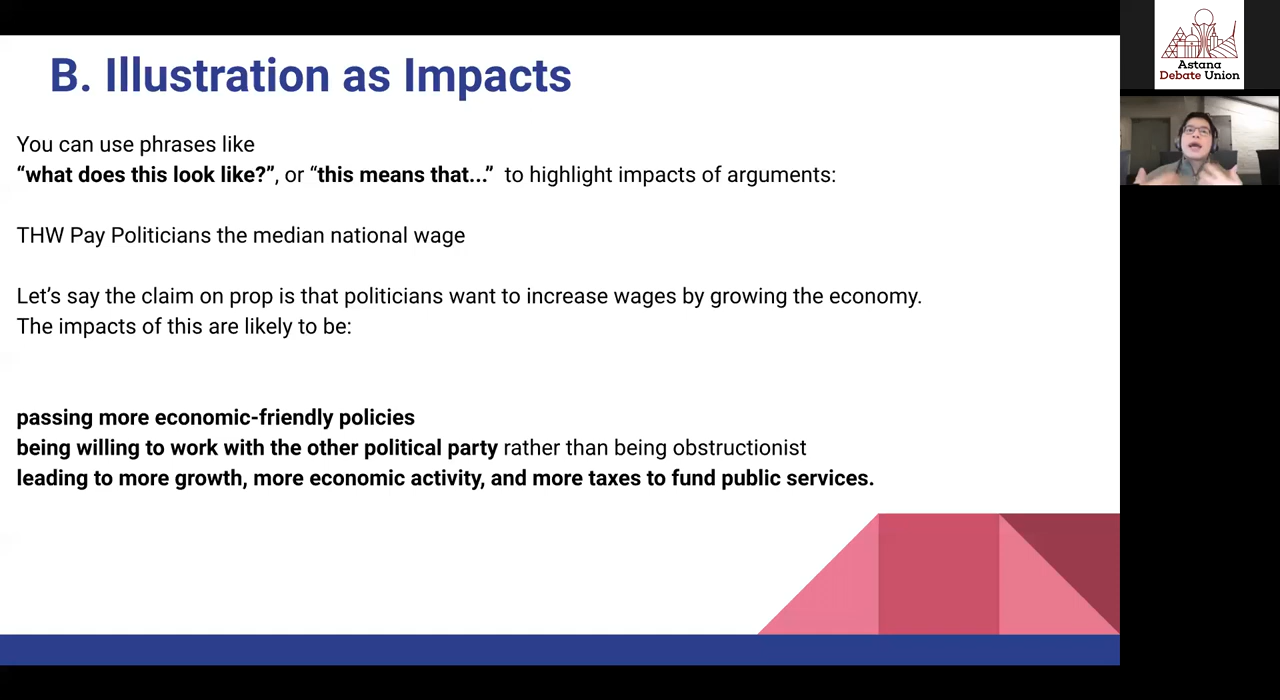 B. Illustration as Impacts
You can use phrases like
“what does this look like?”, or “this means that...” to highlight impacts of arguments:
THW Pay Politicians the median national wage
Let’s say the claim on prop is that politicians want to increase wages by growing the economy.
The impacts of this are likely to be:
passing more economic-friendly policies
being willing to work with the other political party rather than being obstructionist
leading to more growth, more economic activity, and more taxes to fund public services.
Astana
Debate Union